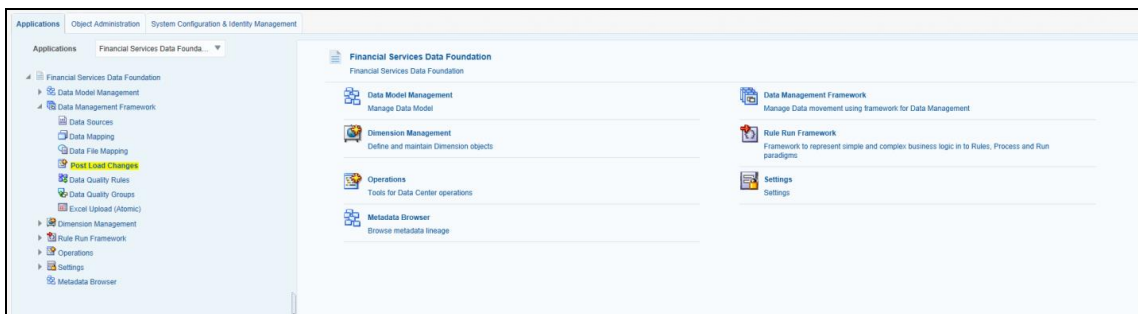 Applications
Object Administration
System Configuration & Identity Management
Applications
Financial Services Data Founda...
Financial Services Data Foundation
Data Model Management
Data Management Framework
Data Sources
Data Mapping
Data File Mapping
Post Load Changes
Data Quality Rules
Data Quality Groups
Excel Upload (Atomic)
Dimension Management
Rule Run Framework
Operations
Settings
Metadata Browser
Financial Services Data Foundation
Financial Services Data Foundation
Data Model Management
Manage Data Model
Data Management Framework
Manage Data movement using framework for Data Management
Dimension Management
Define and maintain Dimension objects
Rule Run Framework
Framework to represent simple and complex business logic in to Rules, Process and Run
paradigms
Operations
Tools for Data Center operations
Settings
Settings
Metadata Browser
Browse metadata lineage